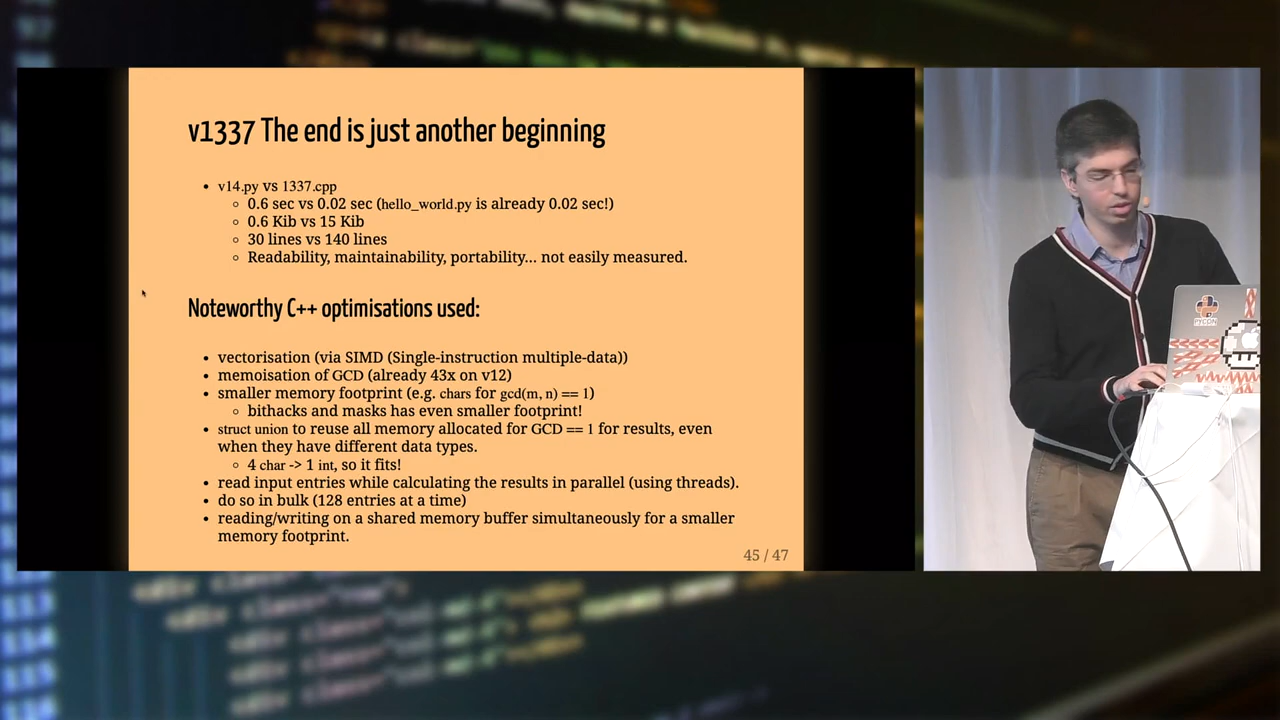 v1337 The end is just another beginning
• v14.py vs 1337.cpp
◦ 0.6 sec vs 0.02 sec (hello_world.py is already 0.02 sec!)
◦ 0.6 Kib vs 15 Kib
◦ 30 lines vs 140 lines
◦ Readability, maintainability, portability... not easily measured.
Noteworthy C++ optimisations used:
• vectorisation (via SIMD (Single-instruction multiple-data))
• memoisation of GCD (already 43x on v12)
• smaller memory footprint (e.g. chars for gcd(m, n) == 1)
◦ bithacks and masks has even smaller footprint!
• struct union to reuse all memory allocated for GCD == 1 for results, even
when they have different data types.
◦ 4 char -> 1 int, so it fits!
• read input entries while calculating the results in parallel (using threads).
• do so in bulk (128 entries at a time)
• reading/writing on a shared memory buffer simultaneously for a smaller
memory footprint.
45 / 47
PYCON